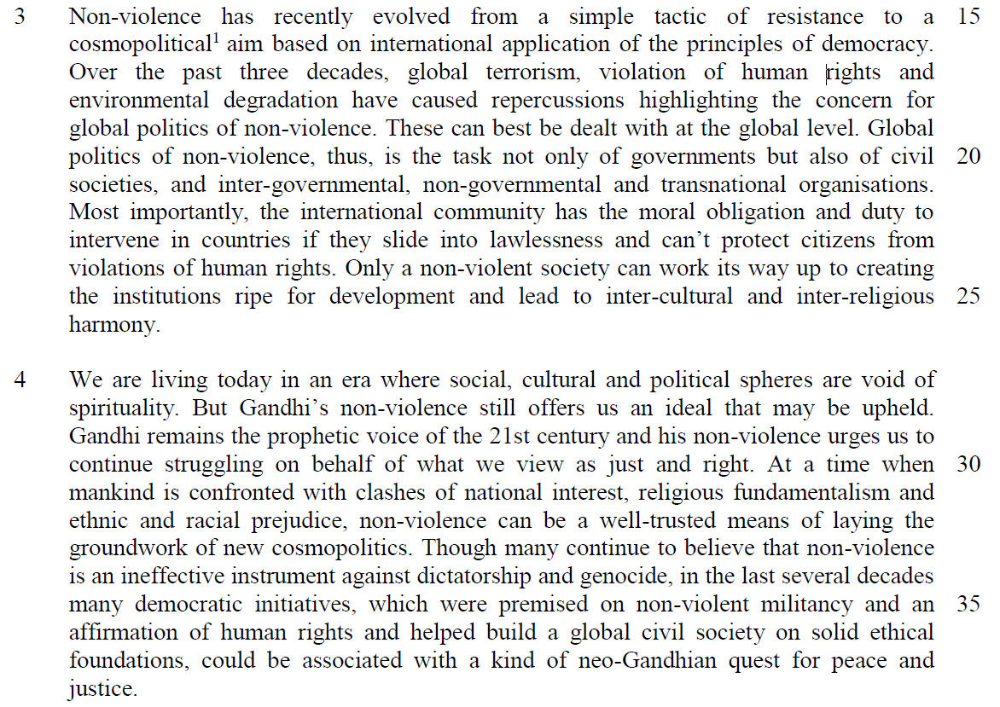 3 Non-violence has recently evolved from a simple tactic of resistance to a 15
cosmopolitical¹ aim based on international application of the principles of democracy.
Over the past three decades, global terrorism, violation of human rights and
environmental degradation have caused repercussions highlighting the concern for
global politics of non-violence. These can best be dealt with at the global level. Global
politics of non-violence, thus, is the task not only of governments but also of civil 20
societies, and inter-governmental, non-governmental and transnational organisations.
Most importantly, the international community has the moral obligation and duty to
intervene in countries if they slide into lawlessness and can't protect citizens from
violations of human rights. Only a non-violent society can work its way up to creating
the institutions ripe for development and lead to inter-cultural and inter-religious 25
harmony.
4 We are living today in an era where social, cultural and political spheres are void of
spirituality. But Gandhi's non-violence still offers us an ideal that may be upheld.
Gandhi remains the prophetic voice of the 21st century and his non-violence urges us to
continue struggling on behalf of what we view as just and right. At a time when 30
mankind is confronted with clashes of national interest, religious fundamentalism and
ethnic and racial prejudice, non-violence can be a well-trusted means of laying the
groundwork of new cosmopolitics. Though many continue to believe that non-violence
is an ineffective instrument against dictatorship and genocide, in the last several decades
many democratic initiatives, which were premised on non-violent militancy and an 35
affirmation of human rights and helped build a global civil society on solid ethical
foundations, could be associated with a kind of neo-Gandhian quest for peace and
justice.